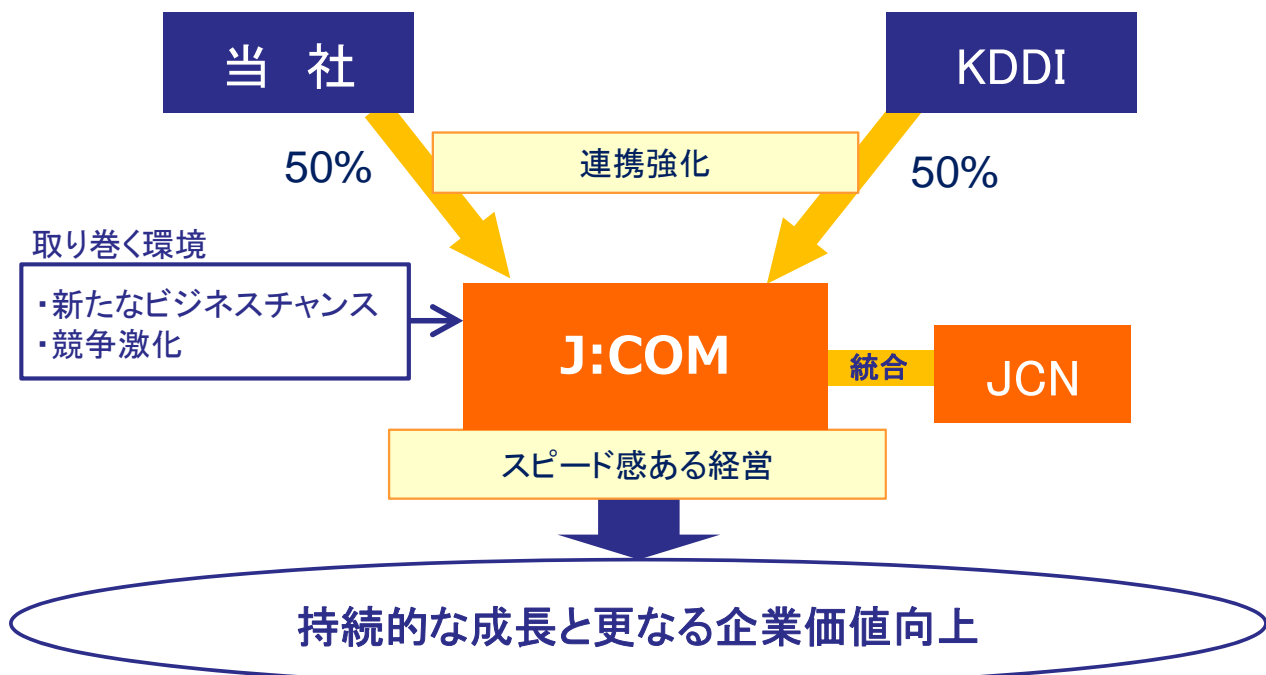 当 社
KDDI
連携強化
50%
50%
取り巻く環境
・新たなビジネスチャンス
・競争激化
J:COM
統合
JCN
スピード感ある経営
持続的な成長と更なる企業価値向上